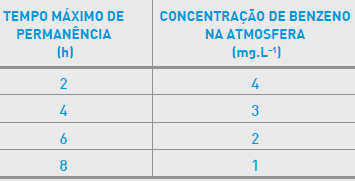 TEMPO MÁXIMO DE PERMANÊNCIA (h)
CONCENTRAÇÃO DE BENZENO NA ATMOSFERA (mg.L⁻¹)
2 4
4 3
6 2
8 1